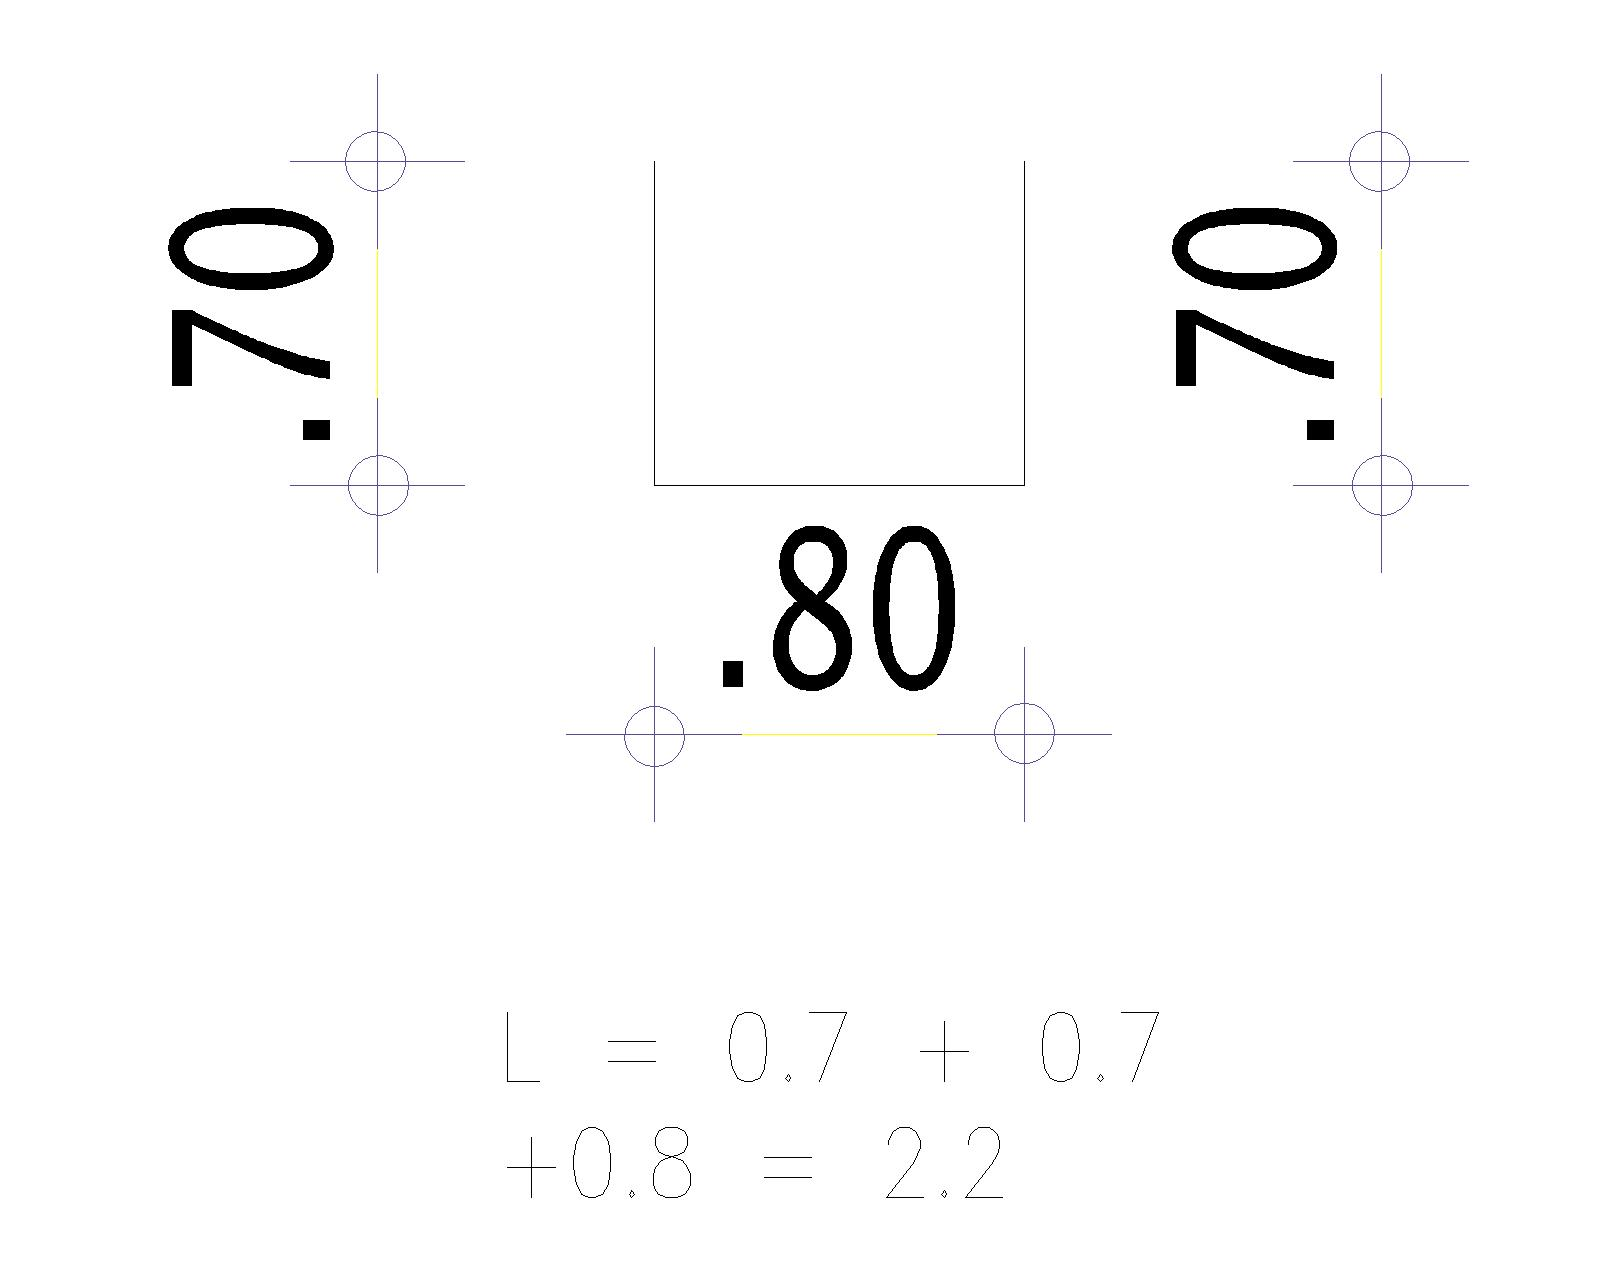 .70
.70
.80
L = 0.7 + 0.7
+0.8 = 2.2